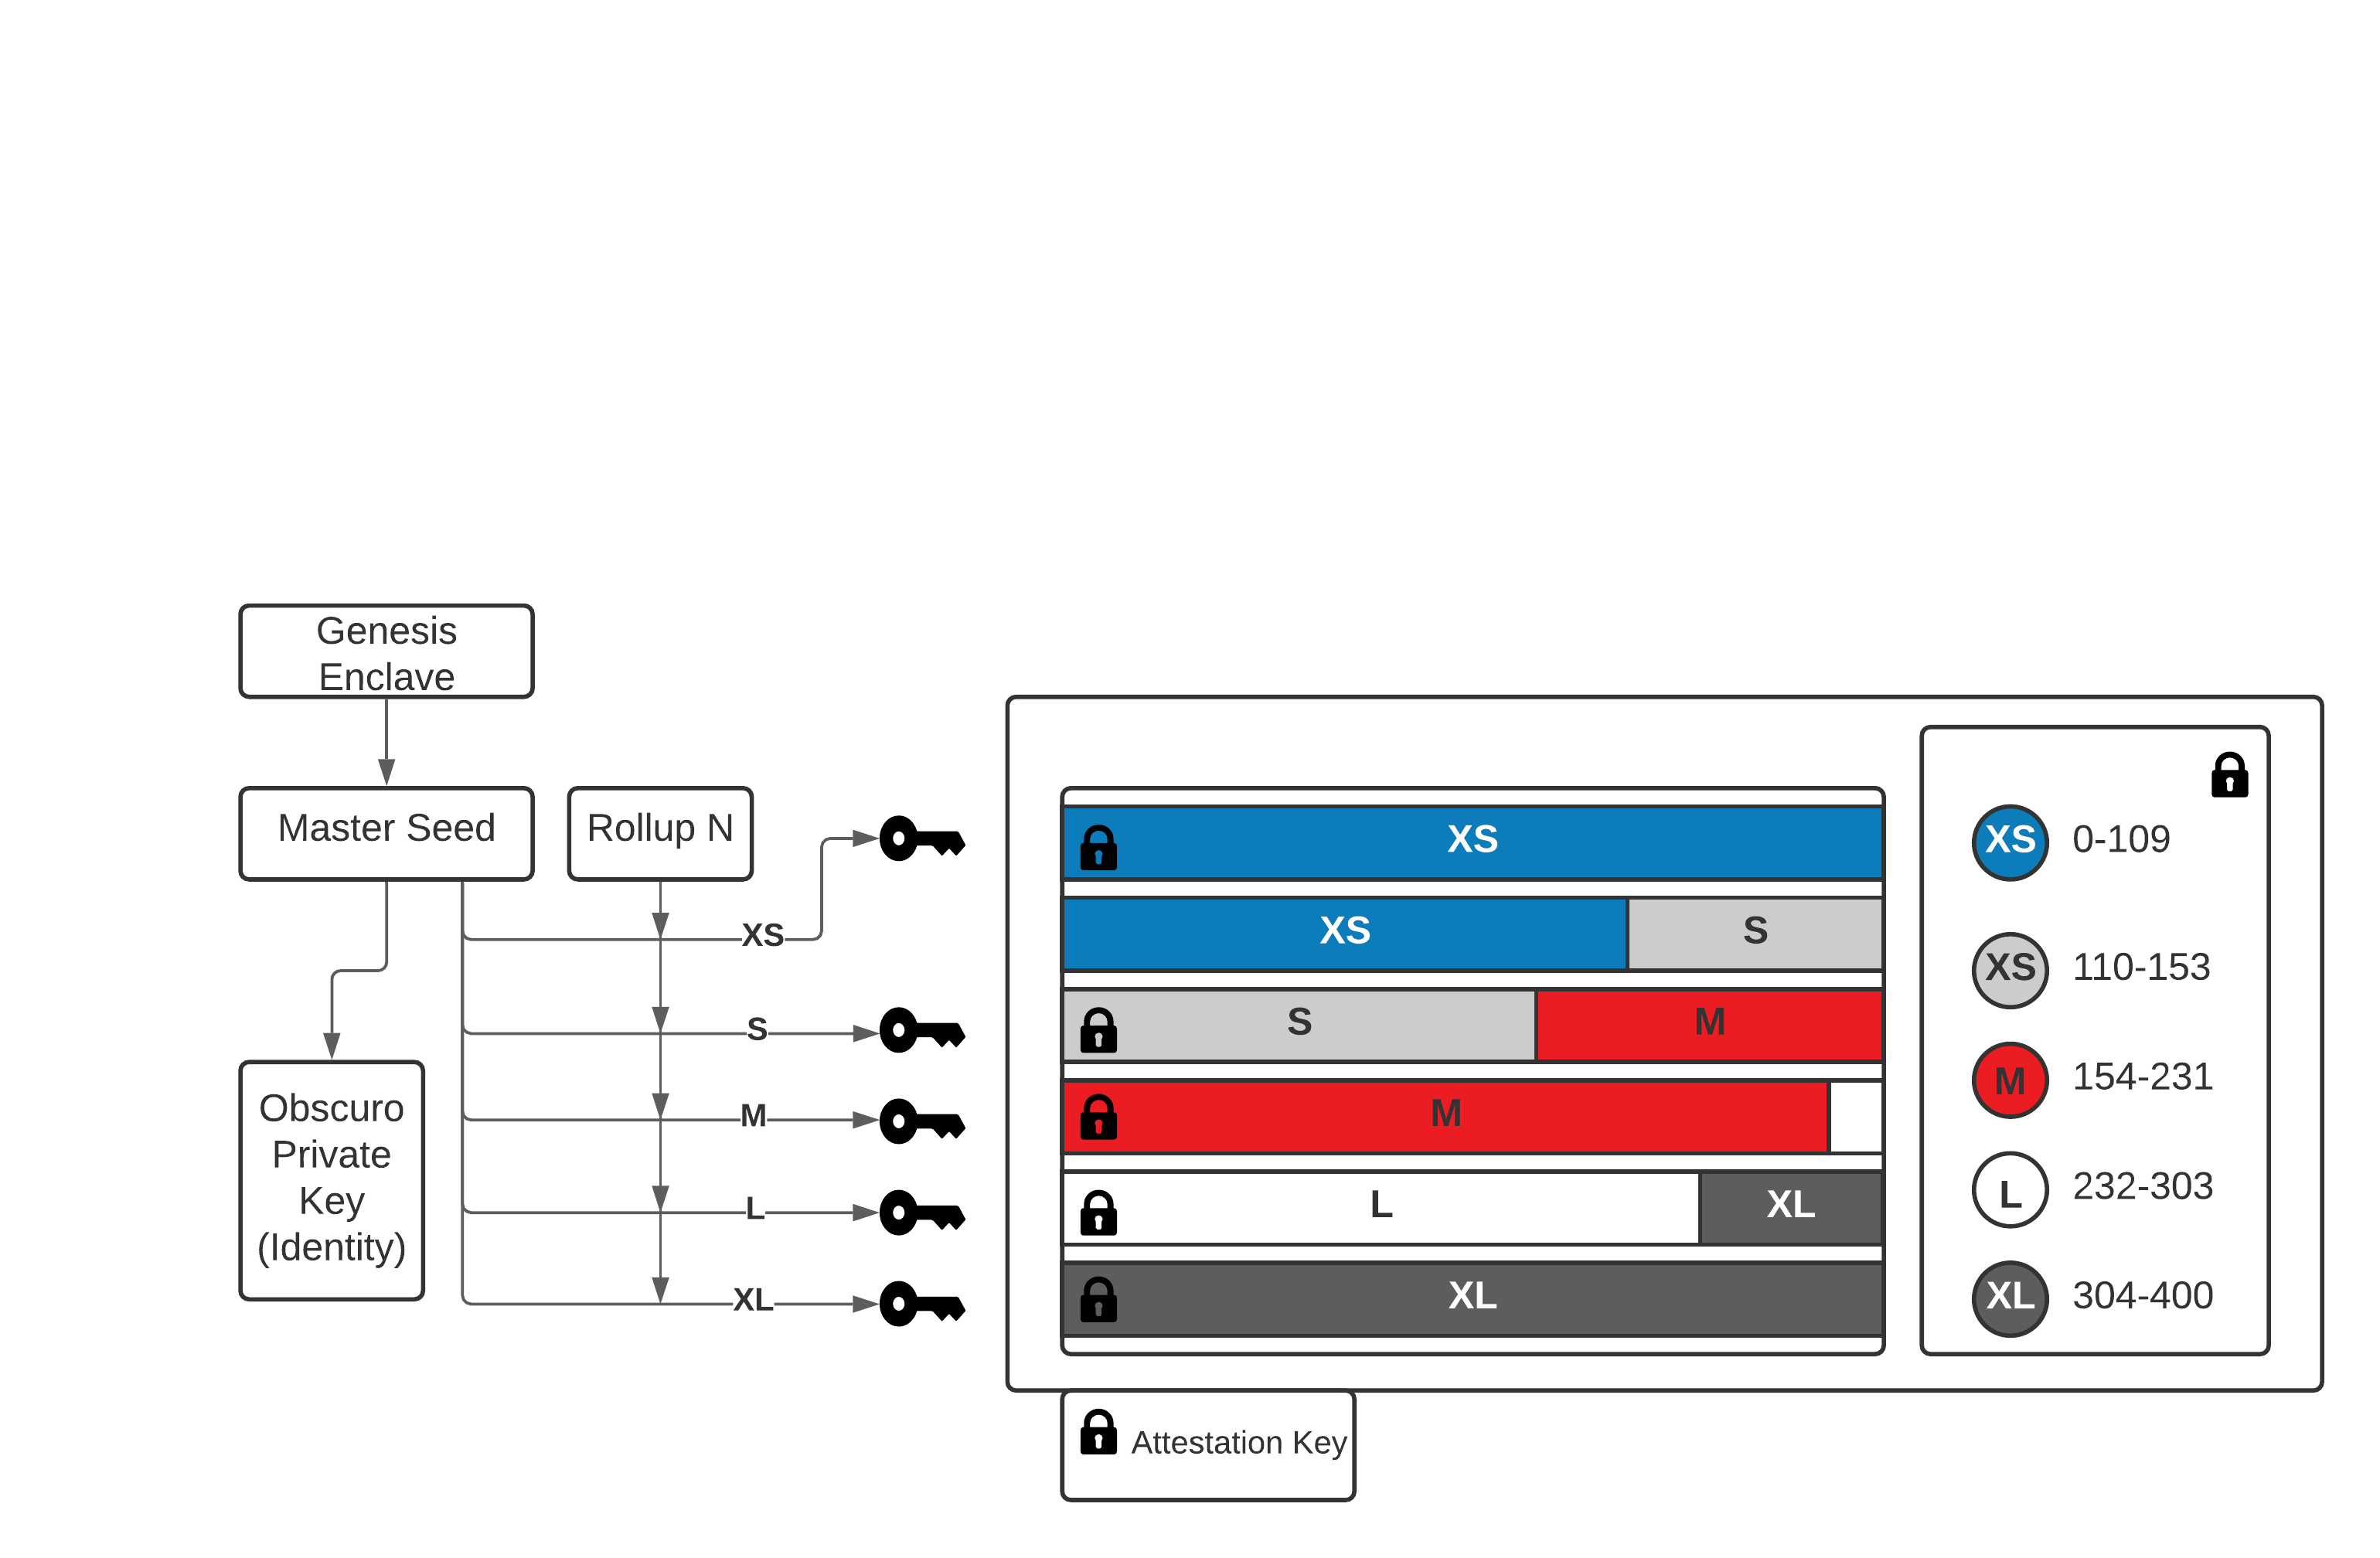 Genesis
Enclave
Master Seed
Rollup N
Obscuro
Private
Key
(Identity)
XS
S
M
L
XL
XS
XS
S
S
M
M
L
XL
XL
XS 0-109
XS 110-153
M 154-231
L 232-303
XL 304-400
Attestation Key